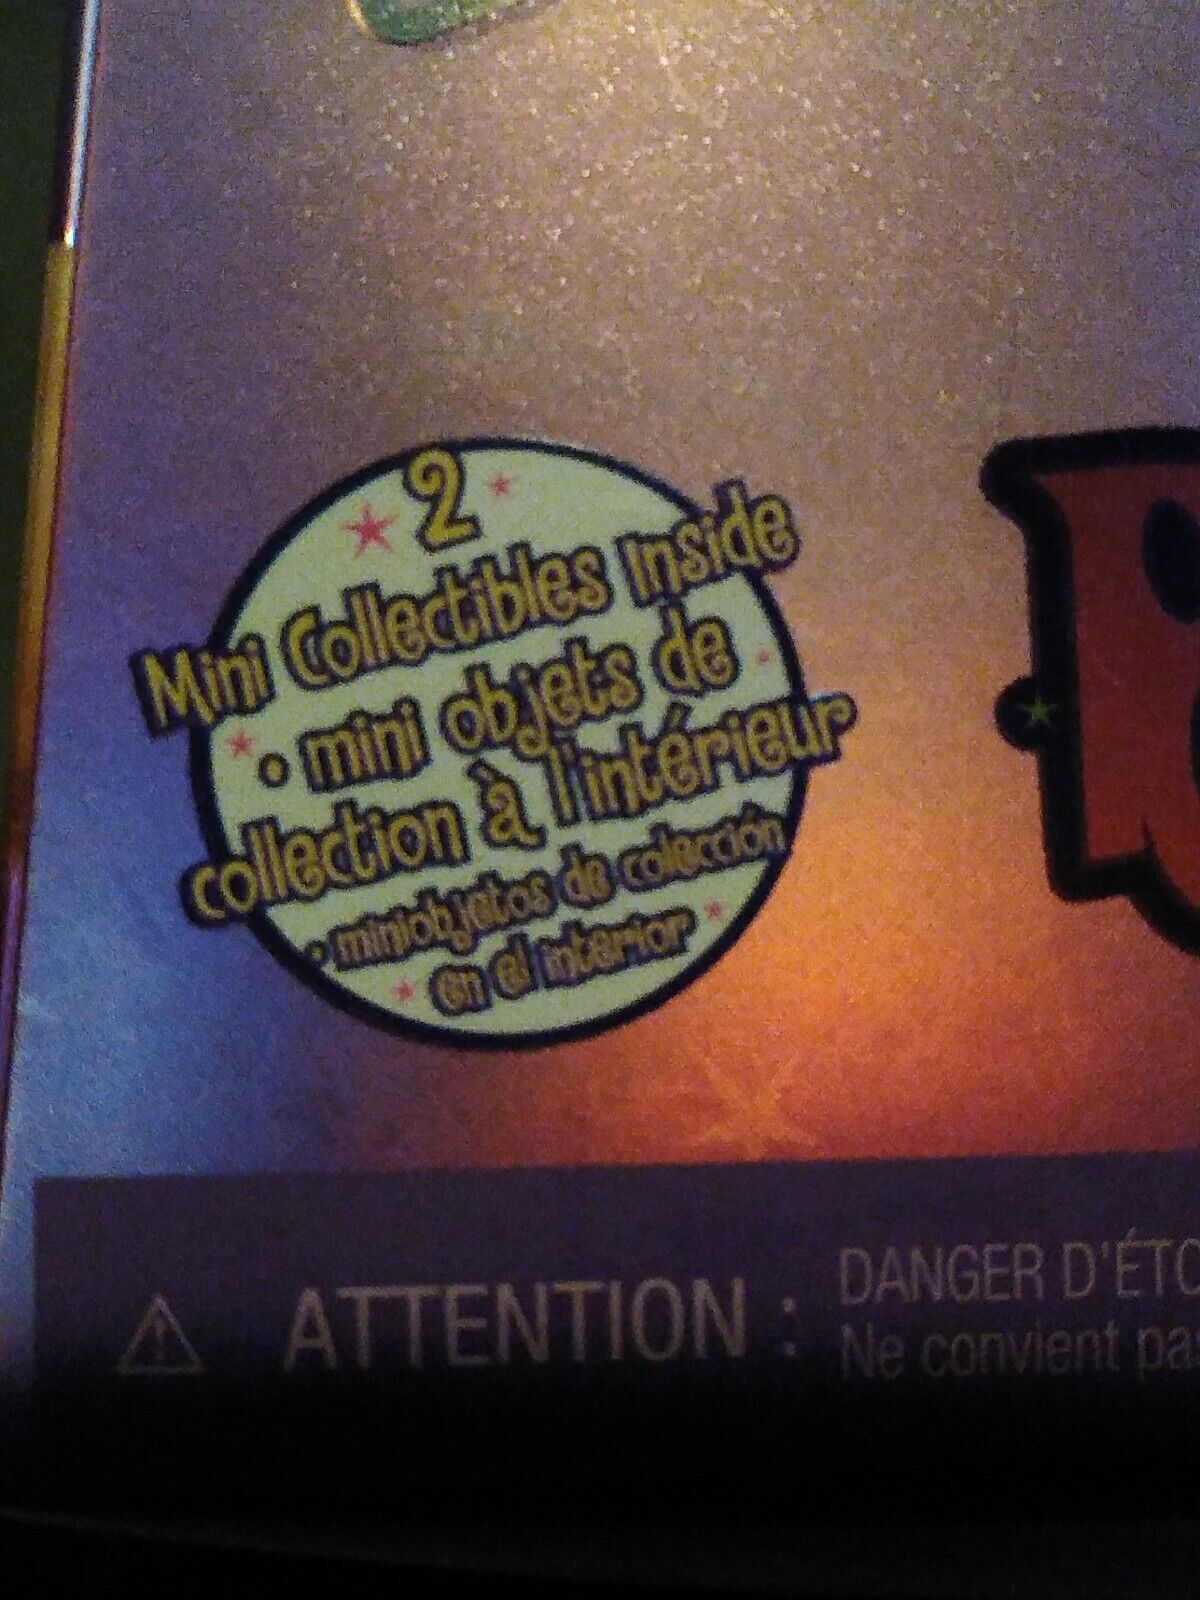 2
Mini Collectibles Inside
• mini objets de
collection à l'intérieur
• miniobjetos de colección
en el interior
ATTENTION :
DANGER D'ÉTO
Ne convient pas